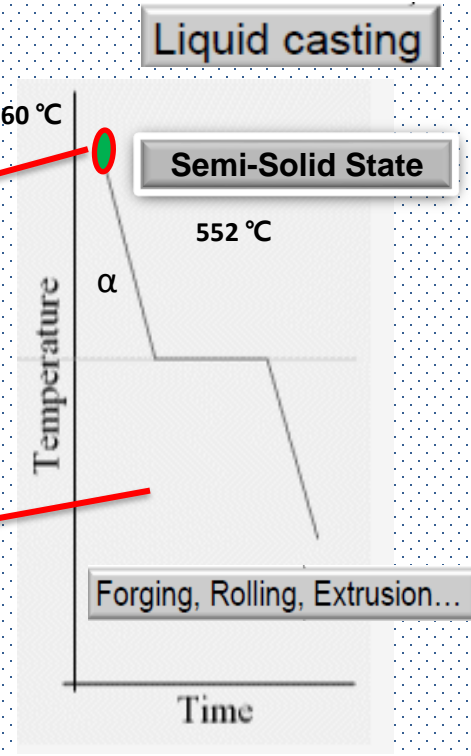 Liquid casting
60 ℃
Semi-Solid State
552 ℃
α
Temperature
Forging, Rolling, Extrusion...
Time